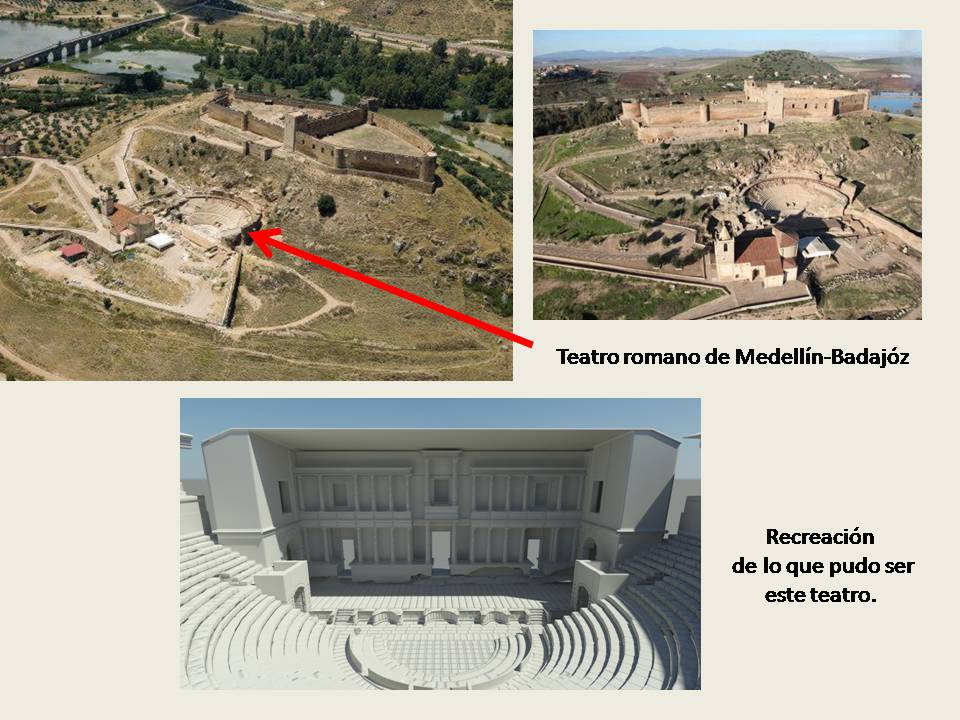 Teatro romano de Medellín-Badajóz
Recreación
de lo que pudo ser
este teatro.